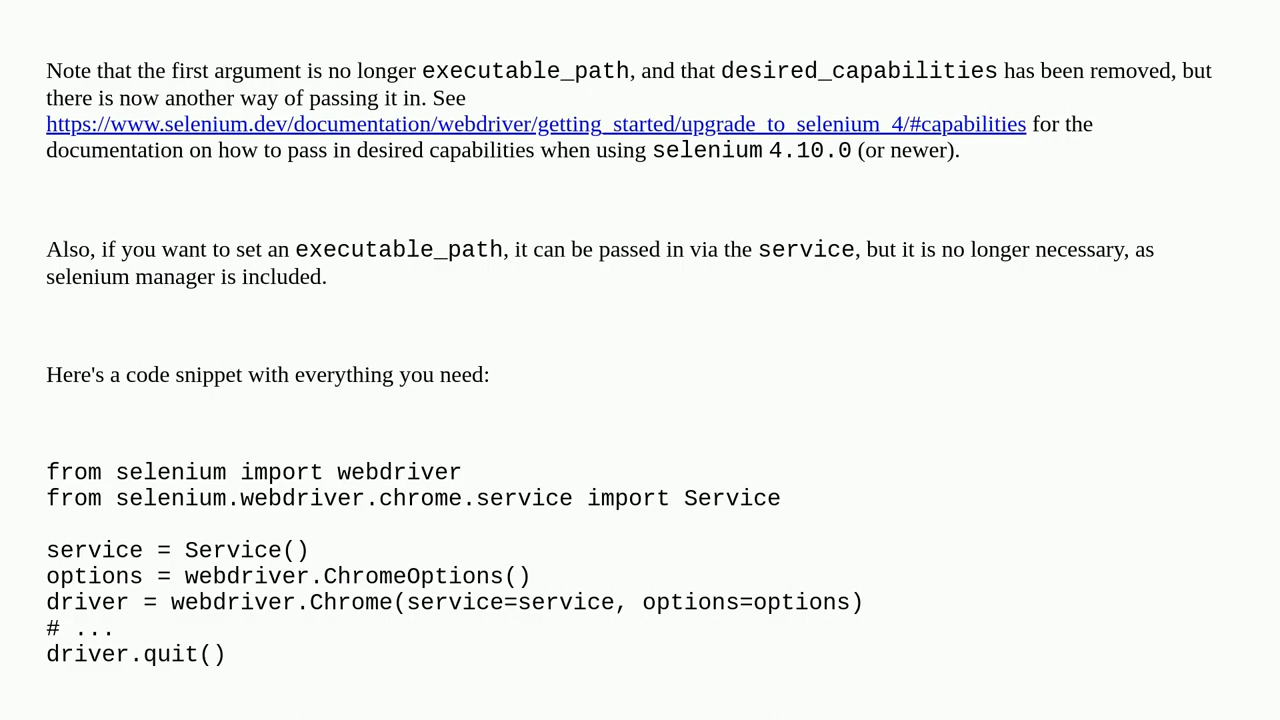 Note that the first argument is no longer executable_path, and that desired_capabilities has been removed, but
there is now another way of passing it in. See
https://www.selenium.dev/documentation/webdriver/getting_started/upgrade_to_selenium_4/#capabilities for the
documentation on how to pass in desired capabilities when using selenium 4.10.0 (or newer).
Also, if you want to set an executable_path, it can be passed in via the service, but it is no longer necessary, as
selenium manager is included.
Here's a code snippet with everything you need:
from selenium import webdriver
from selenium.webdriver.chrome.service import Service
service = Service()
options = webdriver.ChromeOptions()
driver = webdriver.Chrome(service=service, options=options)
# ...
driver.quit()